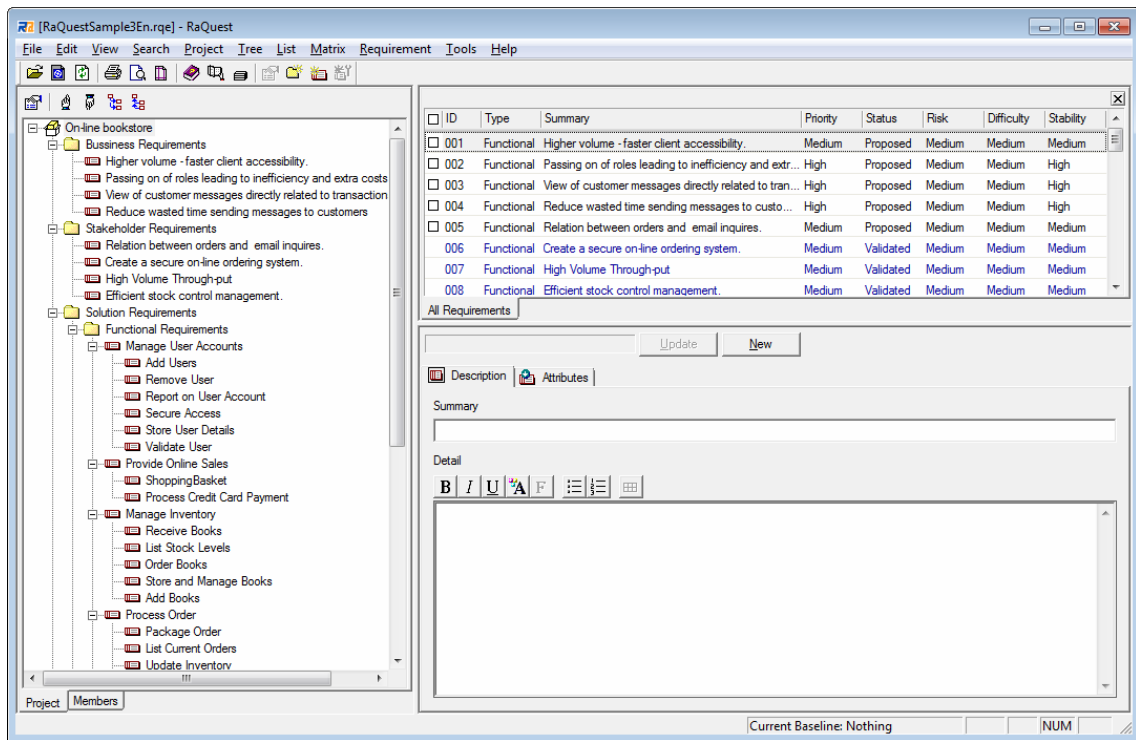 [RaQuestSample3En.rqe] - RaQuest
File Edit View Search Project Tree List Matrix Requirement Tools Help
On-line bookstore
Bussiness Requirements
Higher volume - faster client accessibility.
Passing on of roles leading to inefficiency and extra costs
View of customer messages directly related to transaction
Reduce wasted time sending messages to customers
Stakeholder Requirements
Relation between orders and email inquires.
Create a secure on-line ordering system.
High Volume Through-put
Efficient stock control management.
Solution Requirements
Functional Requirements
Manage User Accounts
Add Users
Remove User
Report on User Account
Secure Access
Store User Details
Validate User
Provide Online Sales
ShoppingBasket
Process Credit Card Payment
Manage Inventory
Receive Books
List Stock Levels
Order Books
Store and Manage Books
Add Books
Process Order
Package Order
List Current Orders
Update Inventory
Project Members
ID Type Summary Priority Status Risk Difficulty Stability
001 Functional Higher volume - faster client accessibility. Medium Proposed Medium Medium Medium
002 Functional Passing on of roles leading to inefficiency and extr... High Proposed Medium Medium High
003 Functional View of customer messages directly related to tran... High Proposed Medium Medium High
004 Functional Reduce wasted time sending messages to custo... High Proposed Medium Medium High
005 Functional Relation between orders and email inquires. Medium Proposed Medium Medium Medium
006 Functional Create a secure on-line ordering system. Medium Validated Medium Medium Medium
007 Functional High Volume Through-put Medium Validated Medium Medium Medium
008 Functional Efficient stock control management. Medium Validated Medium Medium Medium
All Requirements
Update New
Description Attributes
Summary
Detail
B I U A F
Current Baseline: Nothing NUM